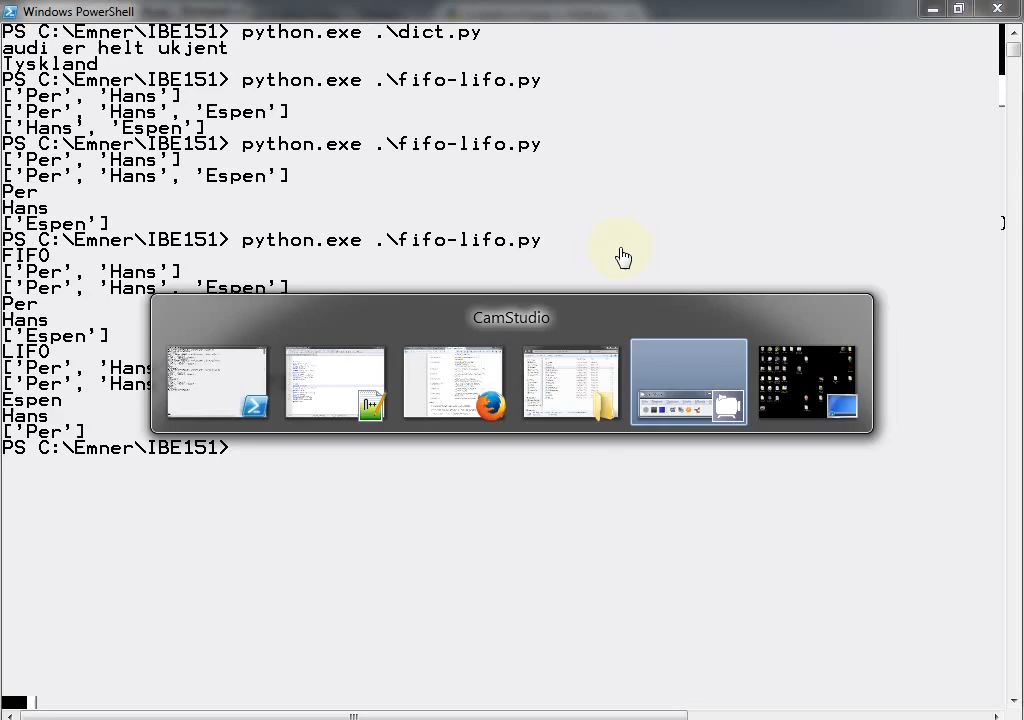 Windows PowerShell
PS C:\Emner\IBE151> python.exe .\dict.py
audi er helt ukjent
Tyskland
PS C:\Emner\IBE151> python.exe .\fifo-lifo.py
['Per', 'Hans']
['Per', 'Hans', 'Espen']
['Hans', 'Espen']
PS C:\Emner\IBE151> python.exe .\fifo-lifo.py
['Per', 'Hans']
['Per', 'Hans', 'Espen']
Per
Hans
['Espen']
PS C:\Emner\IBE151> python.exe .\fifo-lifo.py
FIFO
['Per', 'Hans']
['Per', 'Hans', 'Espen']
Per
Hans
['Espen']
LIFO
['Per', 'Hans
['Per', 'Hans
Espen
Hans
['Per']
PS C:\Emner\IBE151>
CamStudio